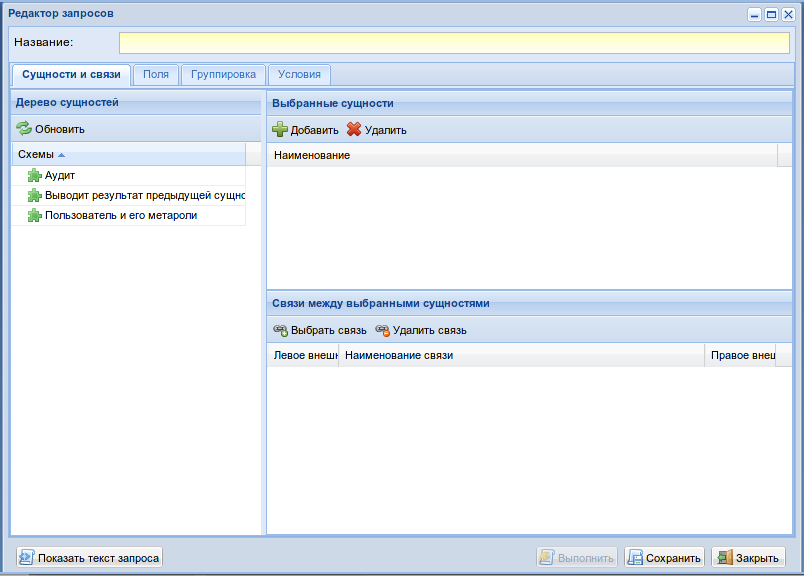 Редактор запросов
Название:
Сущности и связи
Поля
Группировка
Условия
Дерево сущностей
Обновить
Схемы
Аудит
Выводит результат предыдущей сущно
Пользователь и его метароли
Выбранные сущности
Добавить
Удалить
Наименование
Связи между выбранными сущностями
Выбрать связь
Удалить связь
Левое внешн
Наименование связи
Правое внеш
Показать текст запроса
Выполнить
Сохранить
Закрыть